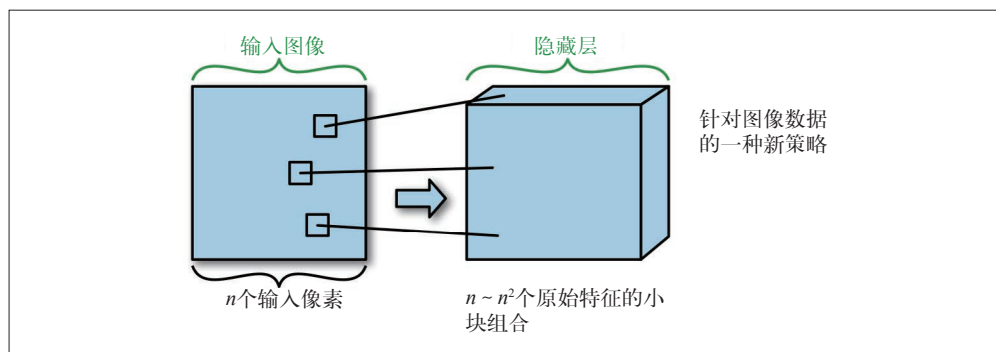 输入图像
隐藏层
针对图像数据
的一种新策略
n个输入像素
n ~ n²个原始特征的小
块组合